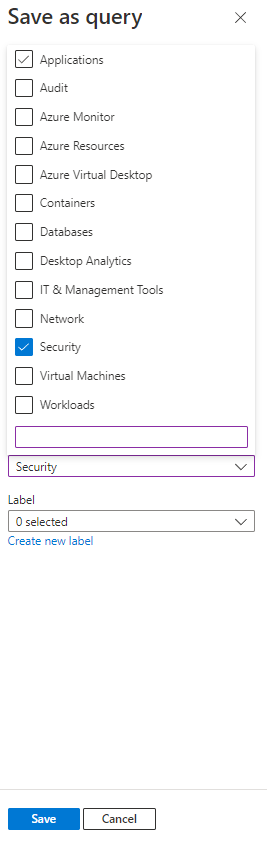 Save as query
Applications
Audit
Azure Monitor
Azure Resources
Azure Virtual Desktop
Containers
Databases
Desktop Analytics
IT & Management Tools
Network
Security
Virtual Machines
Workloads
Security
Label
0 selected
Create new label
Save
Cancel